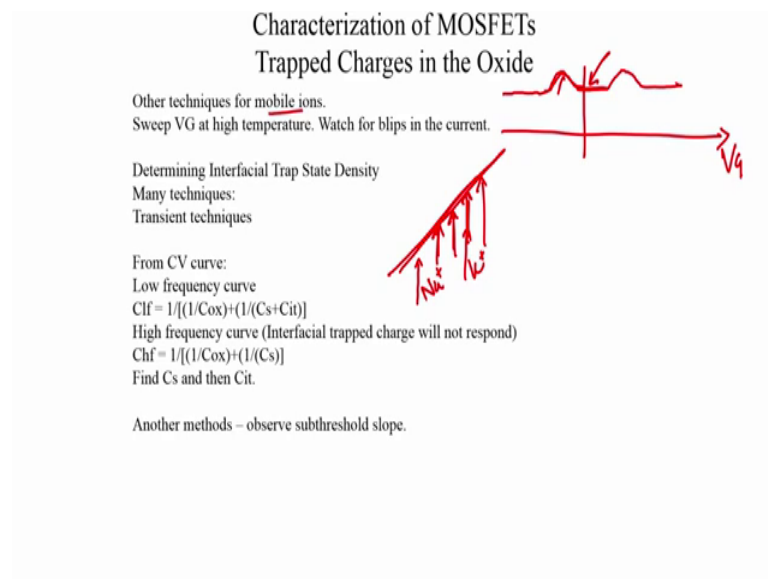 Characterization of MOSFETs
Trapped Charges in the Oxide
Other techniques for mobile ions.
Sweep VG at high temperature. Watch for blips in the current.
VG
Determining Interfacial Trap State Density
Many techniques:
Transient techniques
Na+
K+
From CV curve:
Low frequency curve
Clf = 1/[(1/Cox)+(1/(Cs+Cit)]
High frequency curve (Interfacial trapped charge will not respond)
Chf = 1/[(1/Cox)+(1/(Cs)]
Find Cs and then Cit.
Another methods – observe subthreshold slope.